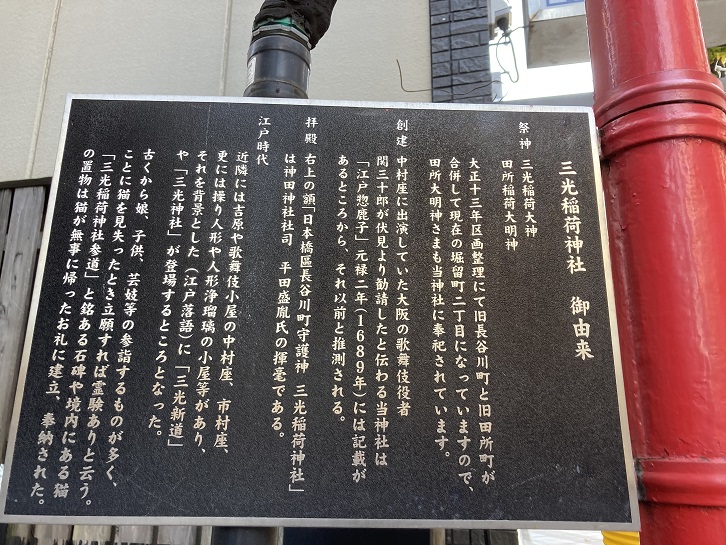 三光稲荷神社　御由来
祭神　三光稲荷大神
田所稲荷大明神
大正十三年区画整理にて旧長谷川町と旧田所町が
合併して現在の堀留町二丁目になっていますので、
田所大明神さまも当神社に奉祀されています。
創建　中村座に出演していた大阪の歌舞伎役者
関三十郎が伏見より勧請したと伝わる当神社は
「江戸惣鹿子」元禄二年(1689年)には記載が
あるところから、それ以前と推測される。
拝殿　右上の額「日本橋區長谷川町守護神　三光稲荷神社」
は神田神社社司　平田盛胤氏の揮毫である。
江戸時代
近隣には吉原や歌舞伎小屋の中村座、市村座、
更には操り人形や人形浄瑠璃の小屋等があり、
それを背景とした(江戸落語)に「三光新道」
や「三光神社」が登場するところとなった。
古くから娘、子供、芸妓等の参詣するものが多く、
ことに猫を見失ったとき立願すれば霊験ありと云う。
「三光稲荷神社参道」と銘ある石碑や境内にある猫
の置物は猫が無事に帰ったお礼に建立、奉納された。